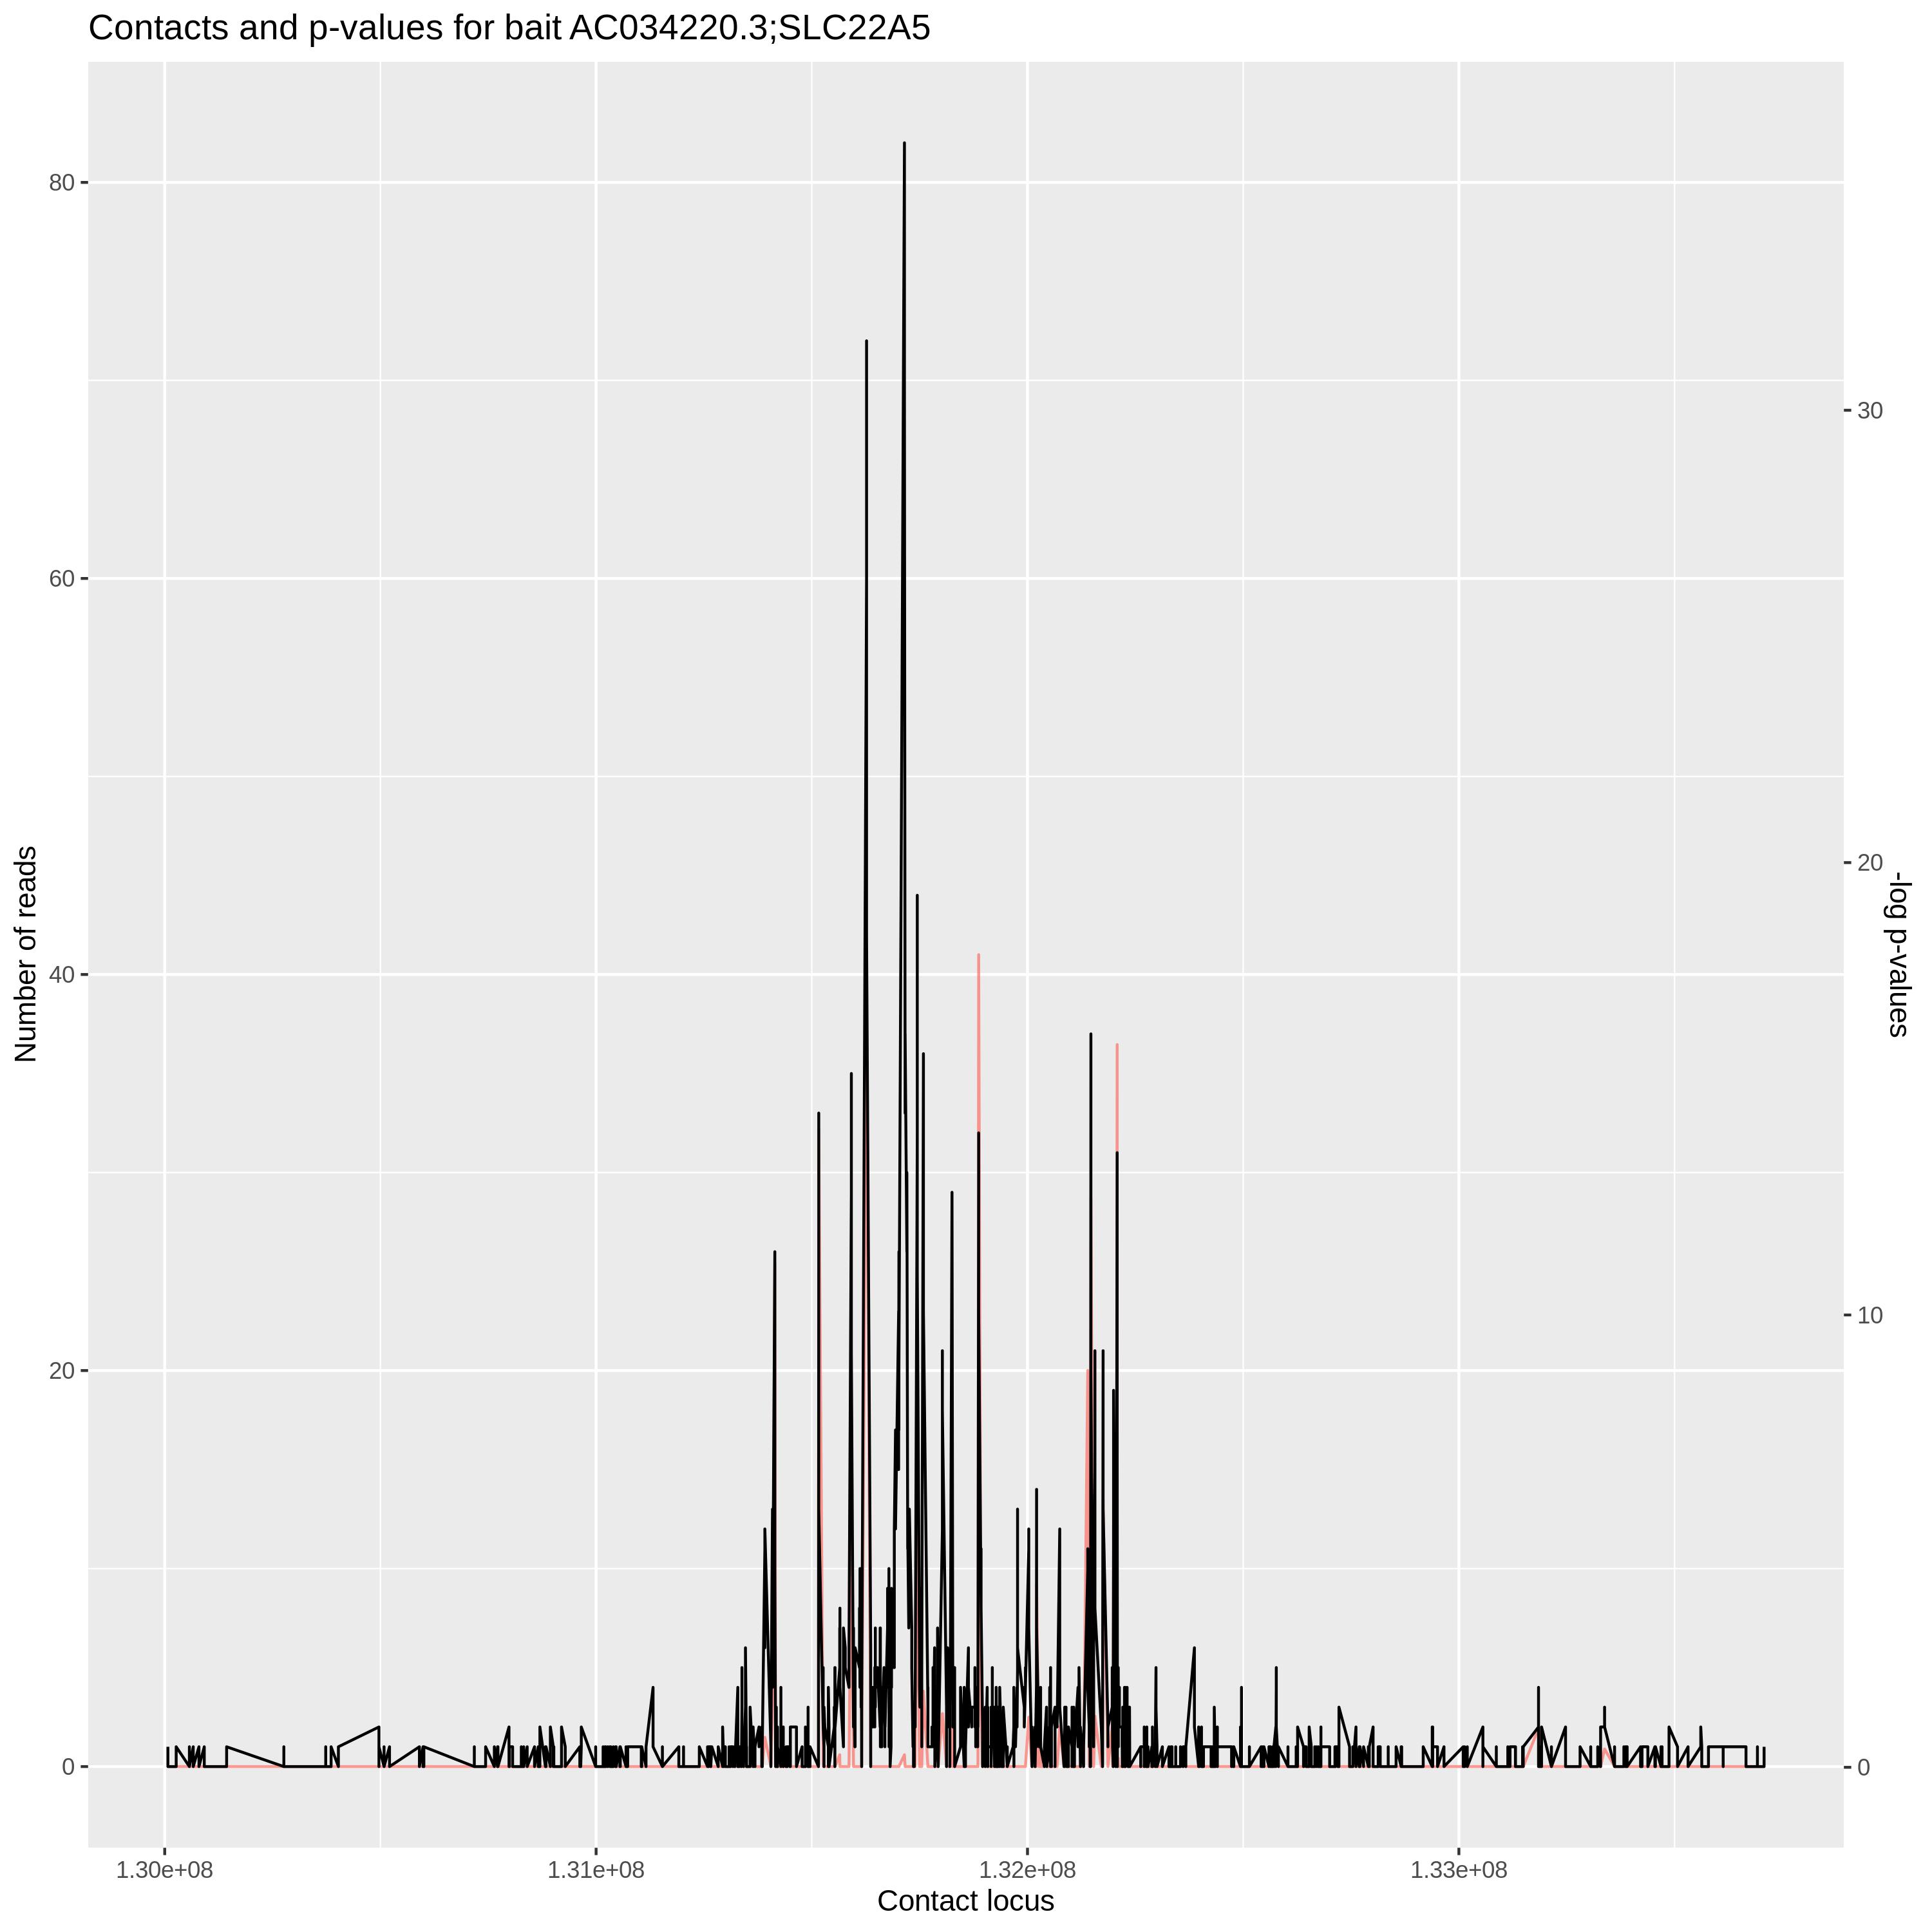 Contacts and p-values for bait AC034220.3;SLC22A5
Number of reads
80
60
40
20
0
30
20
10
0
-log p-values
1.30e+08 1.31e+08 1.32e+08 1.33e+08
Contact locus